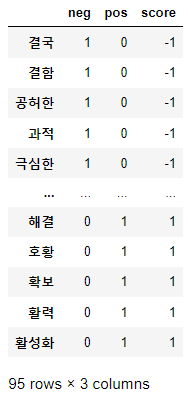 neg pos score
결국 1 0 -1
결함 1 0 -1
공허한 1 0 -1
과적 1 0 -1
극심한 1 0 -1
... ... ... ...
해결 0 1 1
호황 0 1 1
확보 0 1 1
활력 0 1 1
활성화 0 1 1
95 rows × 3 columns